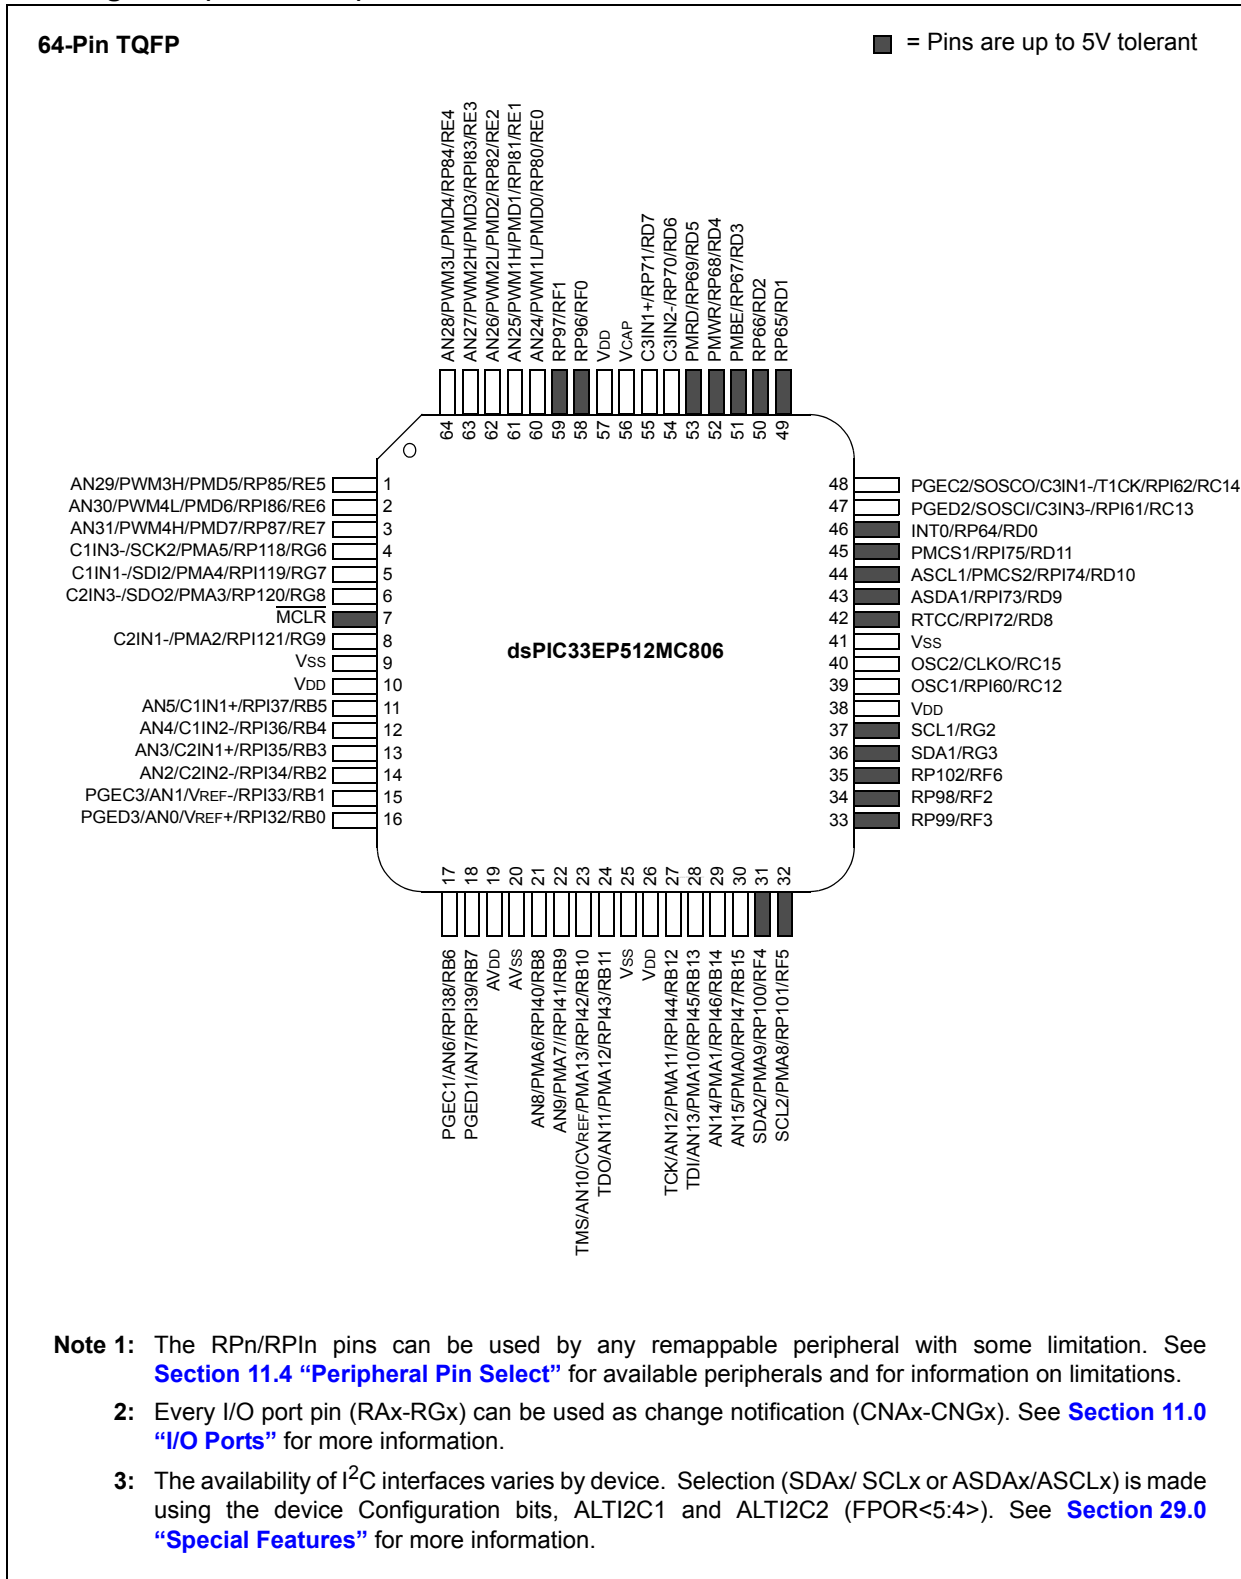 64-Pin TQFP
= Pins are up to 5V tolerant
AN28/PWM3L/PMD4/RP84/RE4
AN27/PWM2H/PMD3/RPI83/RE3
AN26/PWM2L/PMD2/RP82/RE2
AN25/PWM1H/PMD1/RPI81/RE1
AN24/PWM1L/PMD0/RP80/RE0
RP97/RF1
RP96/RF0
VDD
VCAP
C3IN1+/RP71/RD7
C3IN2-/RP70/RD6
PMRD/RP69/RD5
PMWR/RP68/RD4
PMBE/RP67/RD3
RP66/RD2
RP65/RD1
64 63 62 61 60 59 58 57 56 55 54 53 52 51 50 49
AN29/PWM3H/PMD5/RP85/RE5 1
AN30/PWM4L/PMD6/RPI86/RE6 2
AN31/PWM4H/PMD7/RP87/RE7 3
C1IN3-/SCK2/PMA5/RP118/RG6 4
C1IN1-/SDI2/PMA4/RPI119/RG7 5
C2IN3-/SDO2/PMA3/RP120/RG8 6
MCLR 7
C2IN1-/PMA2/RPI121/RG9 8
VSS 9
VDD 10
AN5/C1IN1+/RPI37/RB5 11
AN4/C1IN2-/RPI36/RB4 12
AN3/C2IN1+/RPI35/RB3 13
AN2/C2IN2-/RPI34/RB2 14
PGEC3/AN1/VREF-/RPI33/RB1 15
PGED3/AN0/VREF+/RPI32/RB0 16
dsPIC33EP512MC806
48 PGEC2/SOSCO/C3IN1-/T1CK/RPI62/RC14
47 PGED2/SOSCI/C3IN3-/RPI61/RC13
46 INT0/RP64/RD0
45 PMCS1/RPI75/RD11
44 ASCL1/PMCS2/RPI74/RD10
43 ASDA1/RPI73/RD9
42 RTCC/RPI72/RD8
41 VSS
40 OSC2/CLKO/RC15
39 OSC1/RPI60/RC12
38 VDD
37 SCL1/RG2
36 SDA1/RG3
35 RP102/RF6
34 RP98/RF2
33 RP99/RF3
17 18 19 20 21 22 23 24 25 26 27 28 29 30 31 32
PGEC1/AN6/RPI38/RB6
PGED1/AN7/RPI39/RB7
AVDD
AVSS
AN8/PMA6/RPI40/RB8
AN9/PMA7//RPI41/RB9
TMS/AN10/CVREF/PMA13/RPI42/RB10
TDO/AN11/PMA12/RPI43/RB11
VSS
VDD
TCK/AN12/PMA11/RPI44/RB12
TDI/AN13/PMA10/RPI45/RB13
AN14/PMA1/RPI46/RB14
AN15/PMA0/RPI47/RB15
SDA2/PMA9/RP100/RF4
SCL2/PMA8/RP101/RF5
Note 1: The RPn/RPIn pins can be used by any remappable peripheral with some limitation. See
Section 11.4 “Peripheral Pin Select” for available peripherals and for information on limitations.
2: Every I/O port pin (RAx-RGx) can be used as change notification (CNAx-CNGx). See Section 11.0
“I/O Ports” for more information.
3: The availability of I2C interfaces varies by device. Selection (SDAx/ SCLx or ASDAx/ASCLx) is made
using the device Configuration bits, ALTI2C1 and ALTI2C2 (FPOR<5:4>). See Section 29.0
“Special Features” for more information.